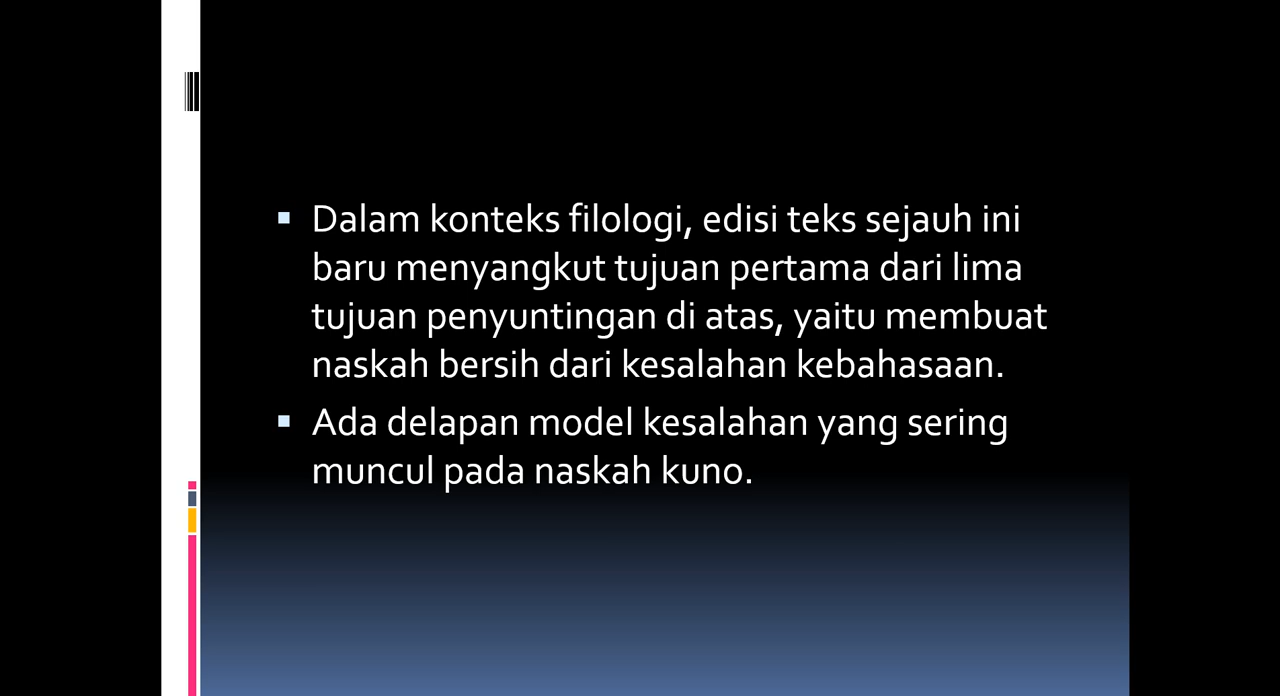 Dalam konteks filologi, edisi teks sejauh ini
baru menyangkut tujuan pertama dari lima
tujuan penyuntingan di atas, yaitu membuat
naskah bersih dari kesalahan kebahasaan.
Ada delapan model kesalahan yang sering
muncul pada naskah kuno.